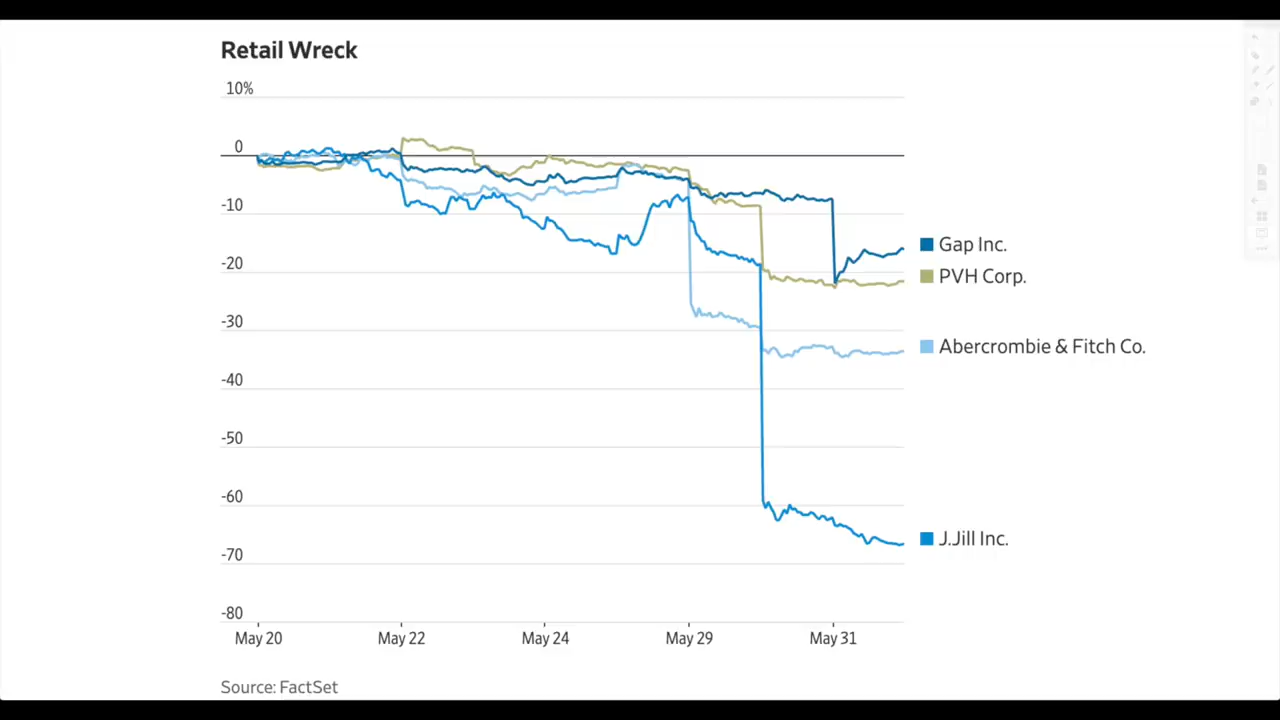 Retail Wreck
10%
0
-10
-20
-30
-40
-50
-60
-70
-80
Gap Inc.
PVH Corp.
Abercrombie & Fitch Co.
J.Jill Inc.
May 20
May 22
May 24
May 29
May 31
Source: FactSet